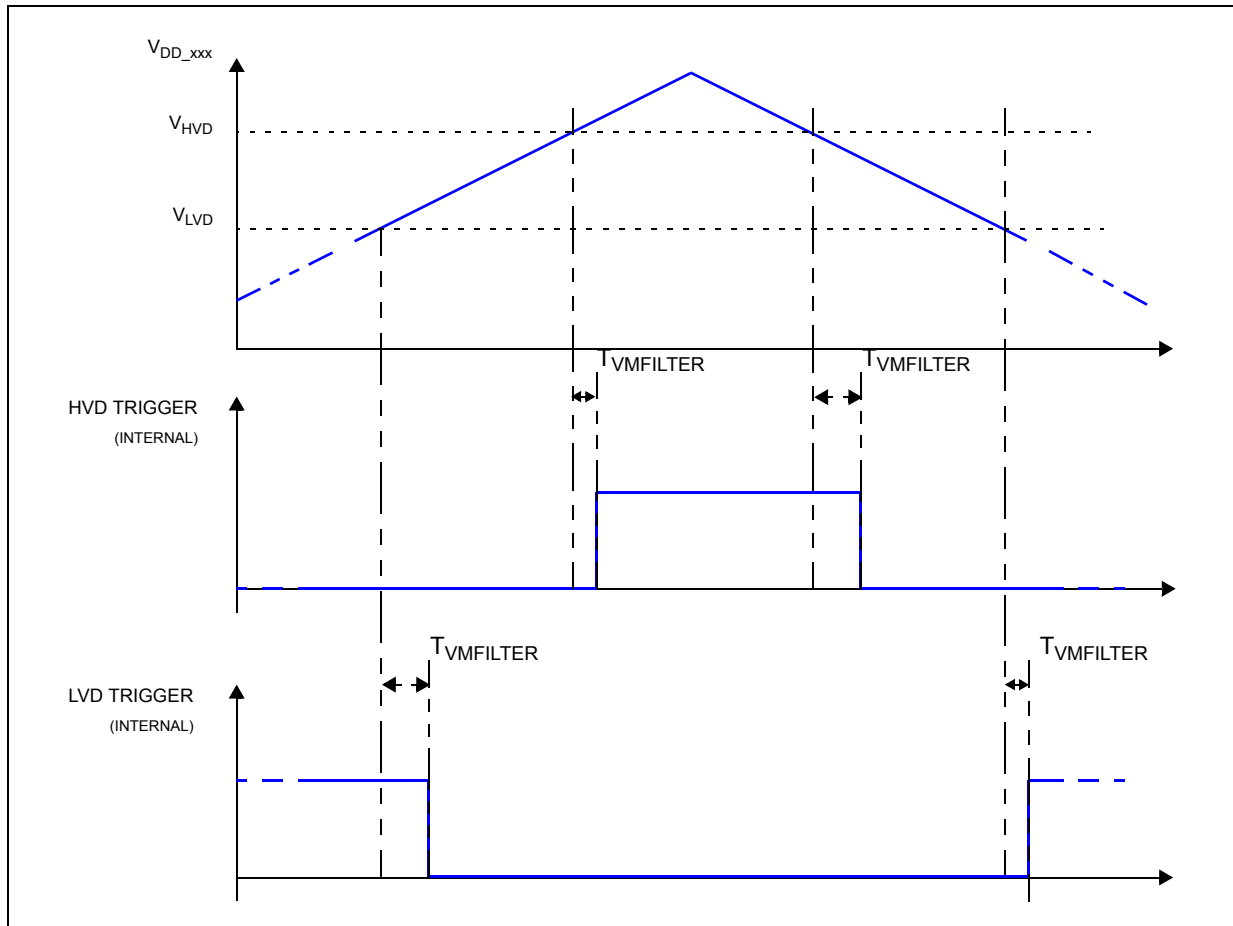 VDD_xxx
VHVD
VLVD
TVMFILTER TVMFILTER
HVD TRIGGER
(INTERNAL)
TVMFILTER TVMFILTER
LVD TRIGGER
(INTERNAL)